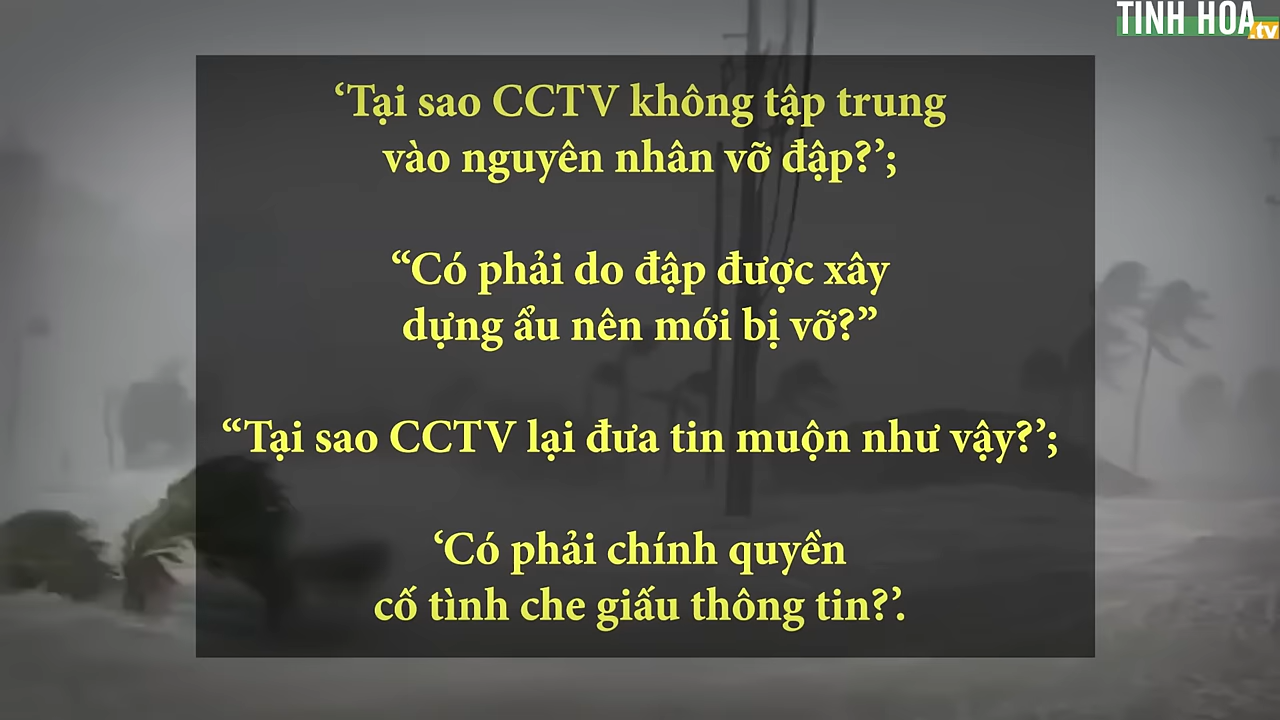 TINH HOA
.tv
‘Tại sao CCTV không tập trung
vào nguyên nhân vỡ đập?’;
“Có phải do đập được xây
dựng ẩu nên mới bị vỡ?”
“Tại sao CCTV lại đưa tin muộn như vậy?’;
‘Có phải chính quyền
cố tình che giấu thông tin?’.